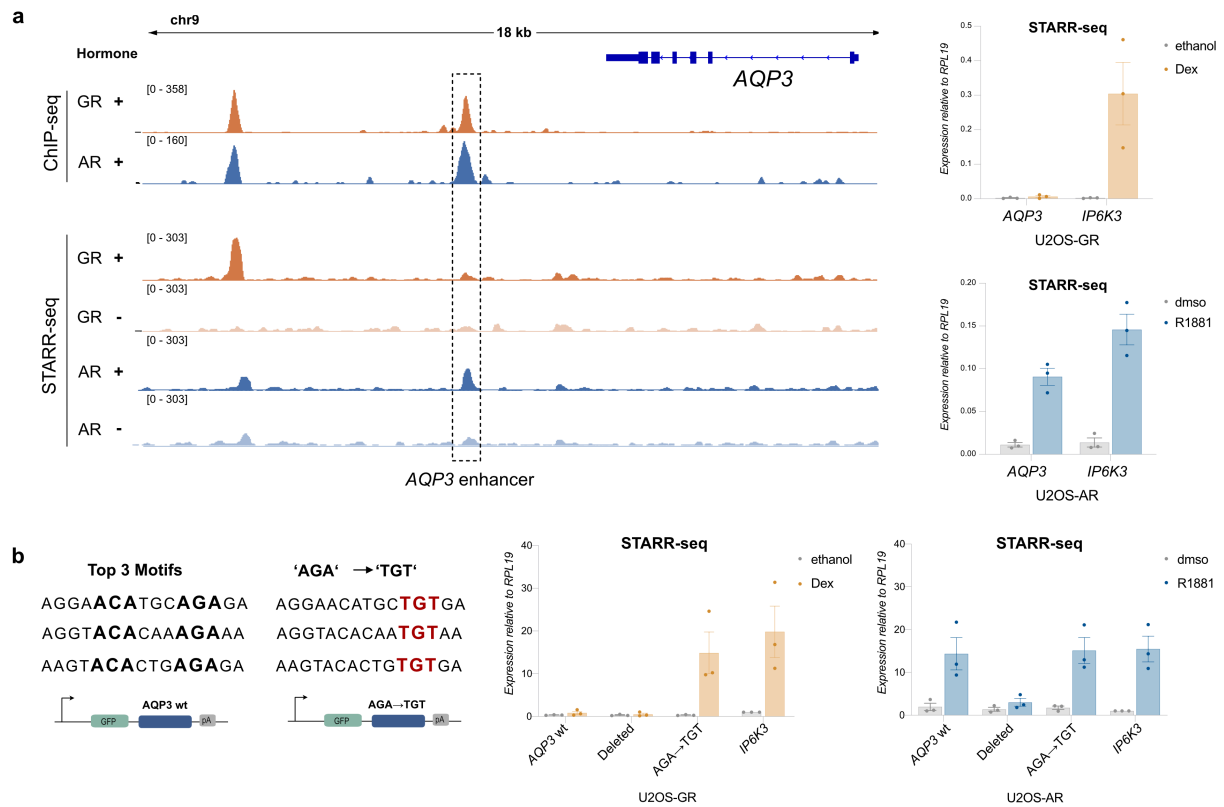 a
chr9
18 kb
Hormone
AQP3
ChIP-seq
GR +
[0 - 358]
AR +
[0 - 160]
STARR-seq
GR +
[0 - 303]
GR -
[0 - 303]
AR +
[0 - 303]
AR -
[0 - 303]
AQP3 enhancer
STARR-seq
Expression relative to RPL19
0.5
0.4
0.3
0.2
0.1
0.0
ethanol
Dex
AQP3 IP6K3
U2OS-GR
STARR-seq
Expression relative to RPL19
0.20
0.15
0.10
0.05
0.00
dmso
R1881
AQP3 IP6K3
U2OS-AR
b
Top 3 Motifs
AGGAACATGCAGAGA
AGGTACACAAAGAAA
AAGTACACTGAGAGA
AQP3 wt
GFP
pA
‘AGA‘ →‘TGT‘
AGGAACATGCTGTGA
AGGTACACAATGTAA
AAGTACACTGTGTGA
AGA→TGT
GFP
pA
STARR-seq
Expression relative to RPL19
40
30
20
10
0
ethanol
Dex
AQP3 wt
Deleted
AGA→TGT
IP6K3
U2OS-GR
STARR-seq
Expression relative to RPL19
40
30
20
10
0
dmso
R1881
AQP3 wt
Deleted
AGA→TGT
IP6K3
U2OS-AR